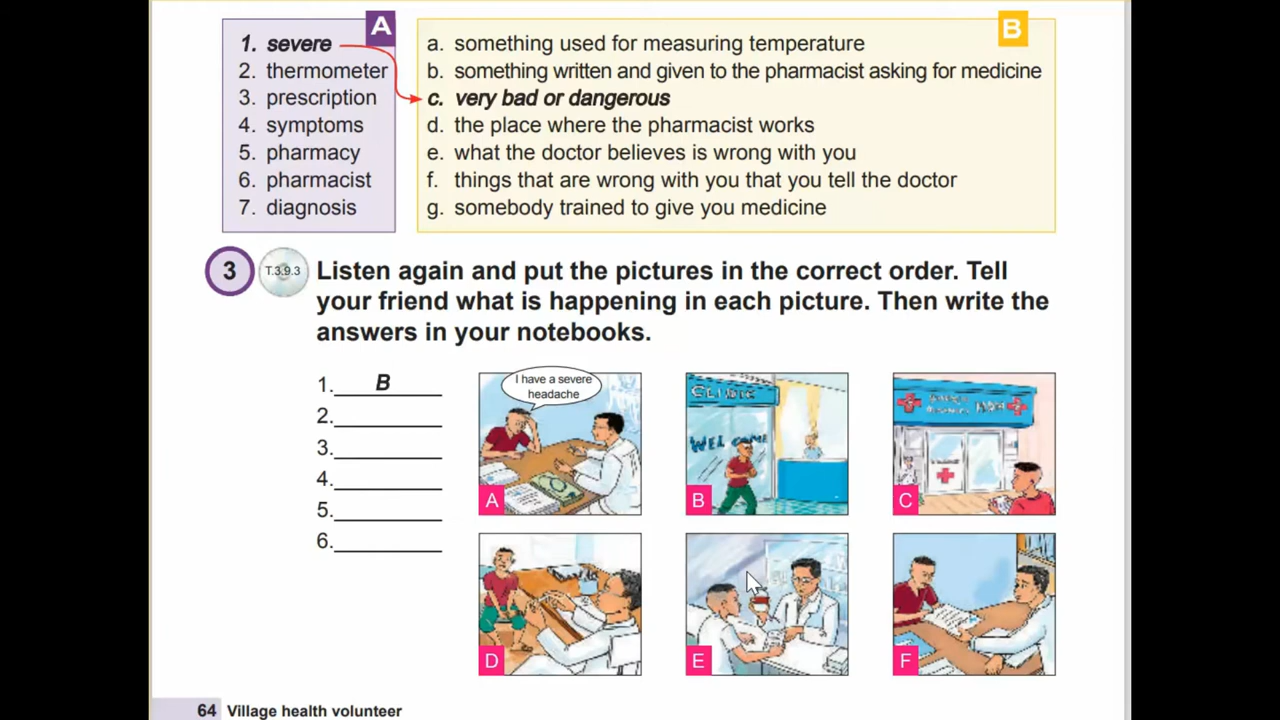 A
1. severe
2. thermometer
3. prescription
4. symptoms
5. pharmacy
6. pharmacist
7. diagnosis
B
a. something used for measuring temperature
b. something written and given to the pharmacist asking for medicine
c. very bad or dangerous
d. the place where the pharmacist works
e. what the doctor believes is wrong with you
f. things that are wrong with you that you tell the doctor
g. somebody trained to give you medicine
3
T.3.9.3
Listen again and put the pictures in the correct order. Tell
your friend what is happening in each picture. Then write the
answers in your notebooks.
1. B
2.
3.
4.
5.
6.
I have a severe
headache
A
CLINIC
WELCOME
B
C
D
E
F
64 Village health volunteer